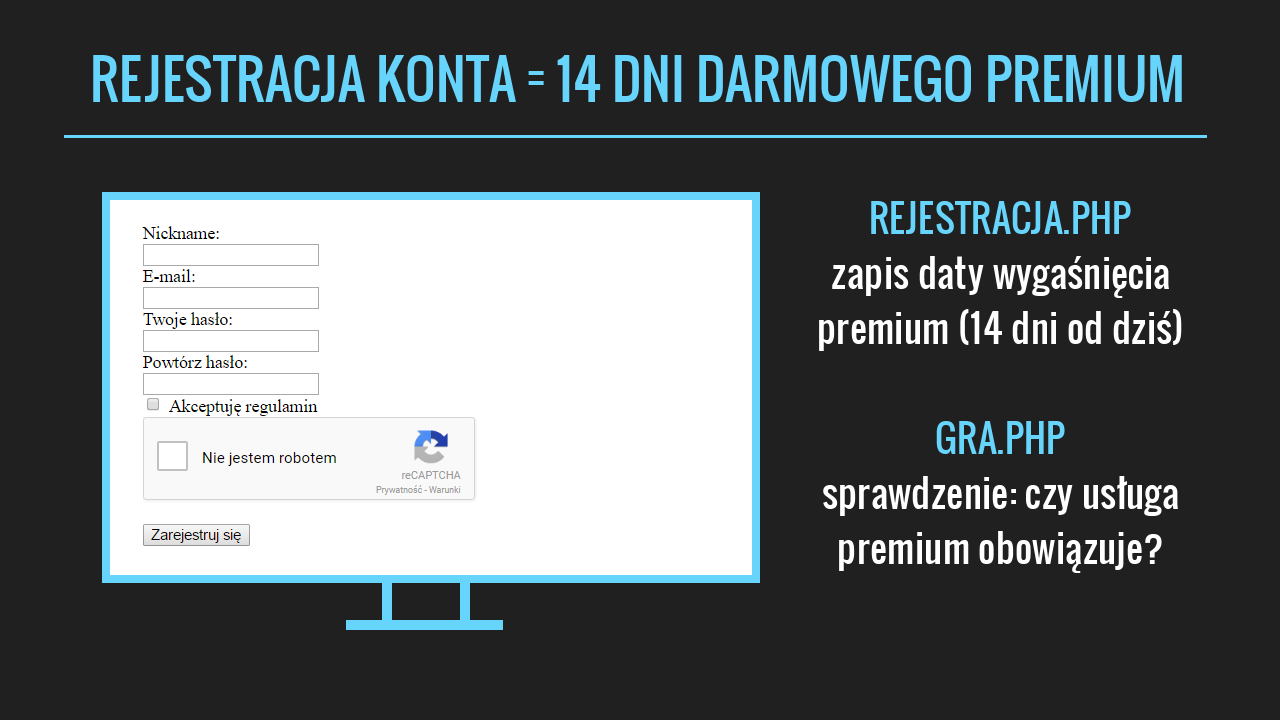 REJESTRACJA KONTA = 14 DNI DARMOWEGO PREMIUM
Nickname:
E-mail:
Twoje hasło:
Powtórz hasło:
Akceptuję regulamin
Nie jestem robotem
reCAPTCHA
Prywatność - Warunki
Zarejestruj się
REJESTRACJA.PHP
zapis daty wygaśnięcia
premium (14 dni od dziś)
GRA.PHP
sprawdzenie: czy usługa
premium obowiązuje?